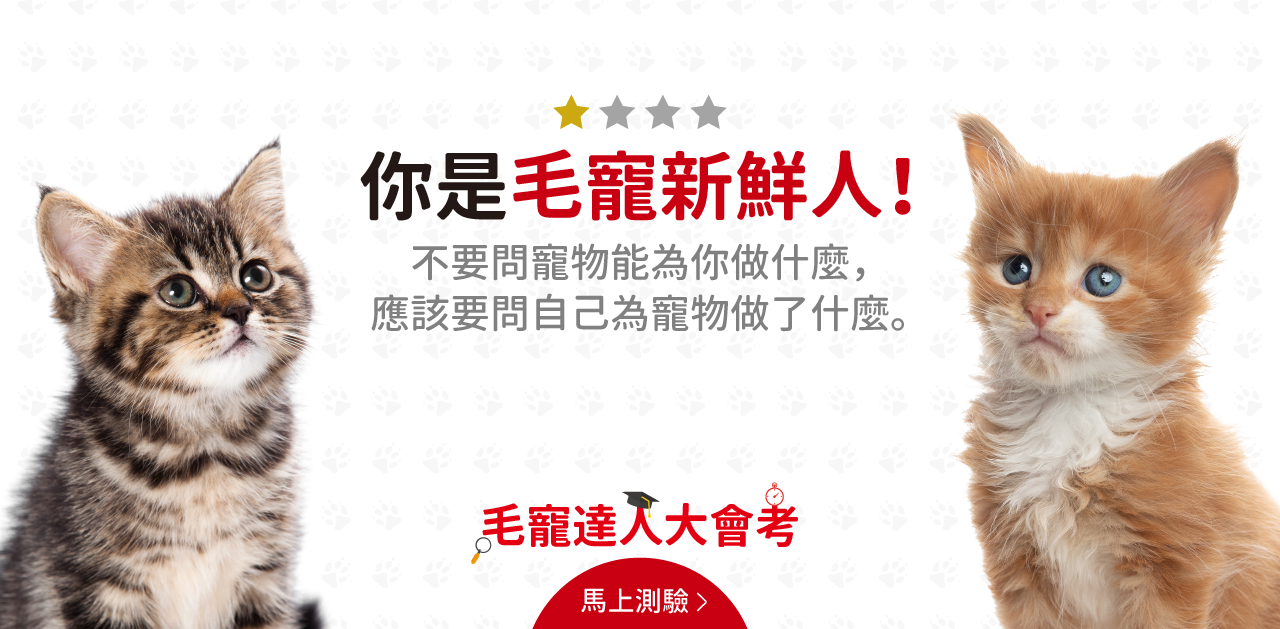 你是毛寵新鮮人!
不要問寵物能為你做什麼,
應該要問自己為寵物做了什麼。
毛寵達人大會考
馬上測驗 >